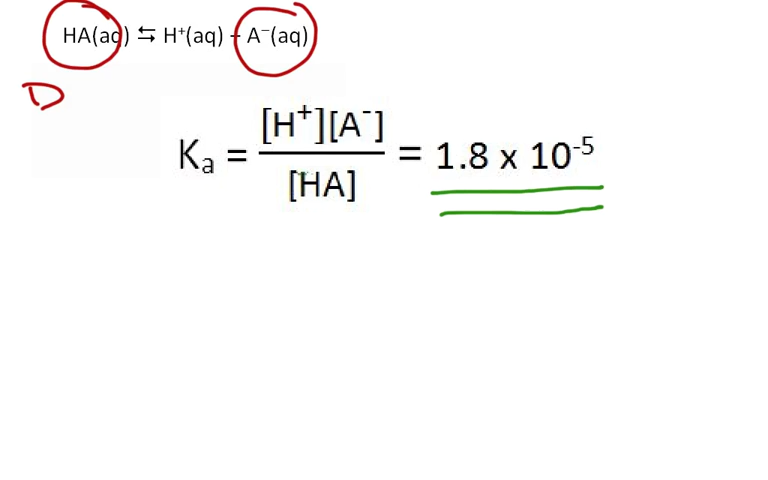 HA(aq) ⇆ H⁺(aq) + A⁻(aq)
D
Kₐ = [H⁺][A⁻] / [HA] = 1.8 x 10⁻⁵